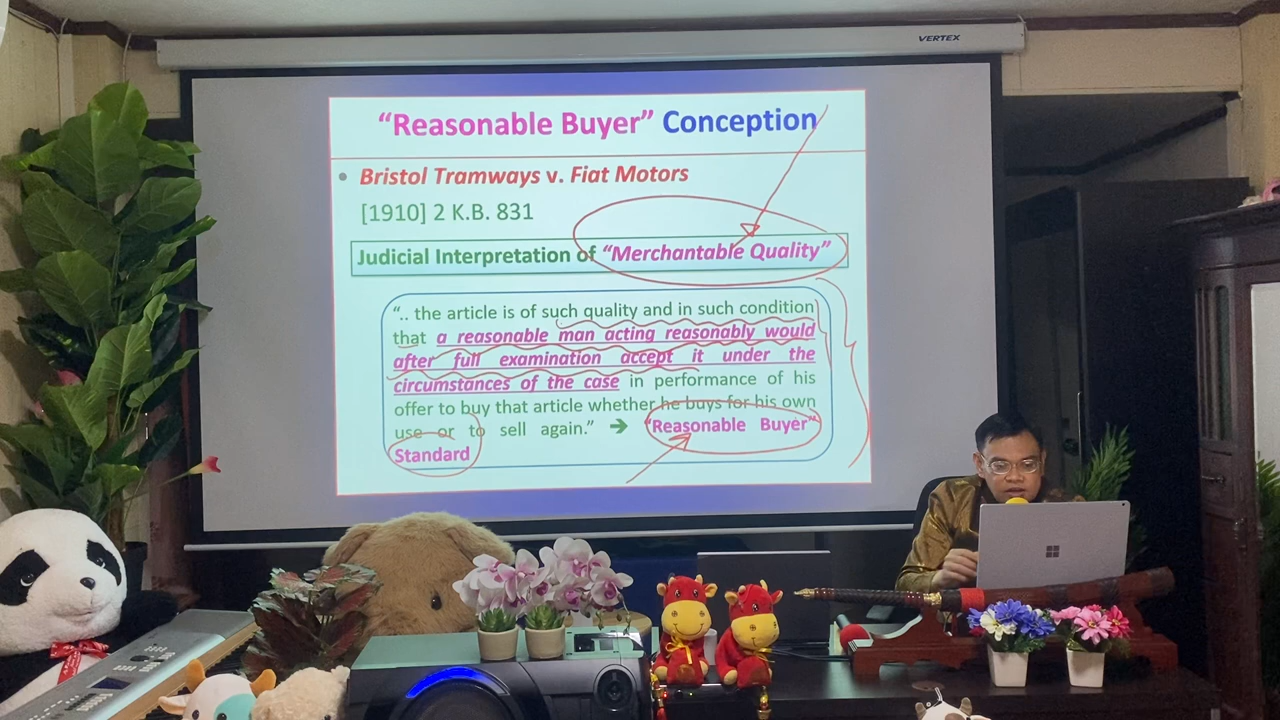 VERTEX
“Reasonable Buyer” Conception
• Bristol Tramways v. Fiat Motors
[1910] 2 K.B. 831
Judicial Interpretation of “Merchantable Quality”
“.. the article is of such quality and in such condition
that a reasonable man acting reasonably would
after full examination accept it under the
circumstances of the case in performance of his
offer to buy that article whether he buys for his own
use or to sell again.” ➔ “Reasonable Buyer”
Standard